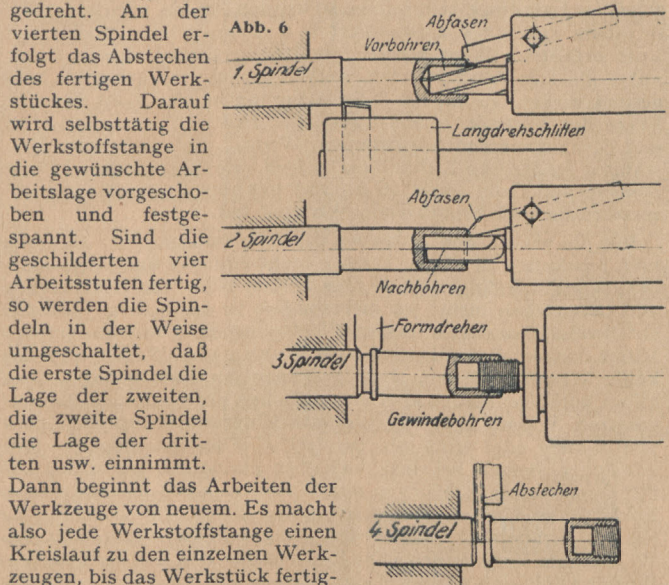 gedreht. An der
vierten Spindel er-
folgt das Abstechen
des fertigen Werk-
stückes. Darauf
wird selbsttätig die
Werkstoffstange in
die gewünschte Ar-
beitslage vorgescho-
ben und festge-
spannt. Sind die
geschilderten vier
Arbeitsstufen fertig,
so werden die Spin-
deln in der Weise
umgeschaltet, daß
die erste Spindel die
Lage der zweiten,
die zweite Spindel
die Lage der drit-
ten usw. einnimmt.
Dann beginnt das Arbeiten der
Werkzeuge von neuem. Es macht
also jede Werkstoffstange einen
Kreislauf zu den einzelnen Werk-
zeugen, bis das Werkstück fertig-
Abb. 6
Abfasen
Vorbohren
1. Spindel
Langdrehschlitten
Abfasen
2 Spindel
Nachbohren
Formdrehen
3 Spindel
Gewindebohren
Abstechen
4 Spindel